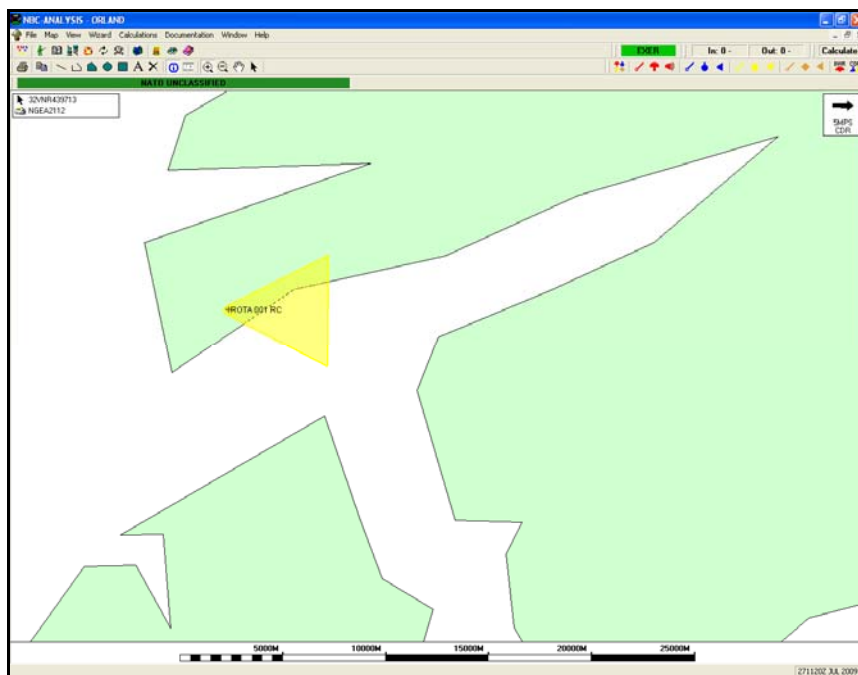 NBC-ANALYSIS - ORLAND
File Map View Wizard Calculations Documentation Window Help
EXER In: 0 - Out: 0 - Calculate
NATO UNCLASSIFIED
32VNR439713
NGEA2112
5MPS
CDR
HROTA 001 RC
5000M 10000M 15000M 20000M 25000M
271120Z JUL 2009